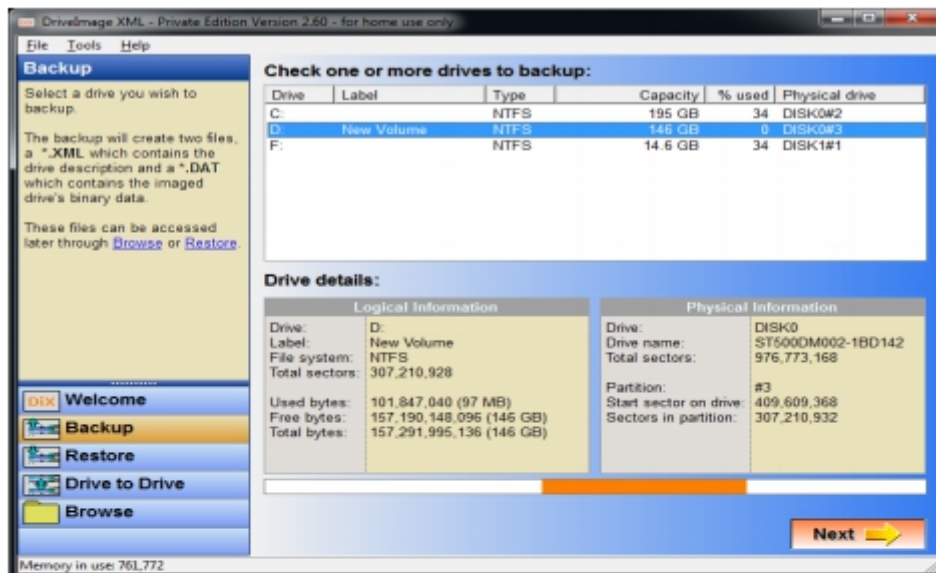 DriveImage XML - Private Edition Version 2.60 - for home use only
File Tools Help
Backup
Select a drive you wish to
backup.
The backup will create two files,
a *.XML which contains the
drive description and a *.DAT
which contains the imaged
drive's binary data.
These files can be accessed
later through Browse or Restore.
DiX Welcome
Backup
Restore
Drive to Drive
Browse
Check one or more drives to backup:
Drive Label Type Capacity % used Physical drive
C: NTFS 195 GB 34 DISK0#2
D: New Volume NTFS 146 GB 0 DISK0#3
F: NTFS 14.6 GB 34 DISK1#1
Drive details:
Logical Information
Drive: D:
Label: New Volume
File system: NTFS
Total sectors: 307,210,928
Used bytes: 101,847,040 (97 MB)
Free bytes: 157,190,148,096 (146 GB)
Total bytes: 157,291,995,136 (146 GB)
Physical Information
Drive: DISK0
Drive name: ST500DM002-1BD142
Total sectors: 976,773,168
Partition: #3
Start sector on drive: 409,609,368
Sectors in partition: 307,210,932
Next
Memory in use: 761,772